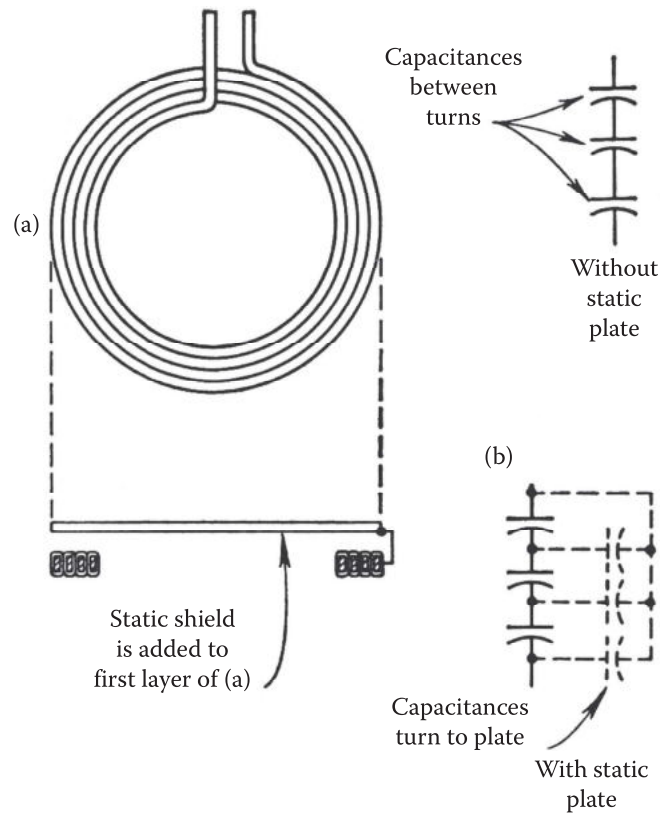 Capacitances
between
turns
(a)
Without
static
plate
(b)
Static shield
is added to
first layer of (a)
Capacitances
turn to plate
With static
plate